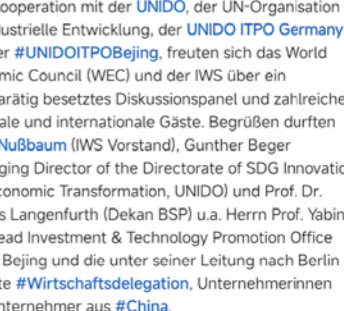 ooperation mit der UNIDO, der UN-Organisation
dustrielle Entwicklung, der UNIDO ITPO Germany
er #UNIDOITPOBejing, freuten sich das World
mic Council (WEC) und der IWS über ein
arätig besetztes Diskussionspanel und zahlreiche
ale und internationale Gäste. Begrüßen durften
Nußbaum (IWS Vorstand), Gunther Beger
ging Director of the Directorate of SDG Innovatio
conomic Transformation, UNIDO) und Prof. Dr.
s Langenfurth (Dekan BSP) u.a. Herrn Prof. Yabin
ead Investment & Technology Promotion Office
Bejing und die unter seiner Leitung nach Berlin
te #Wirtschaftsdelegation, Unternehmerinnen
nternehmer aus #China.